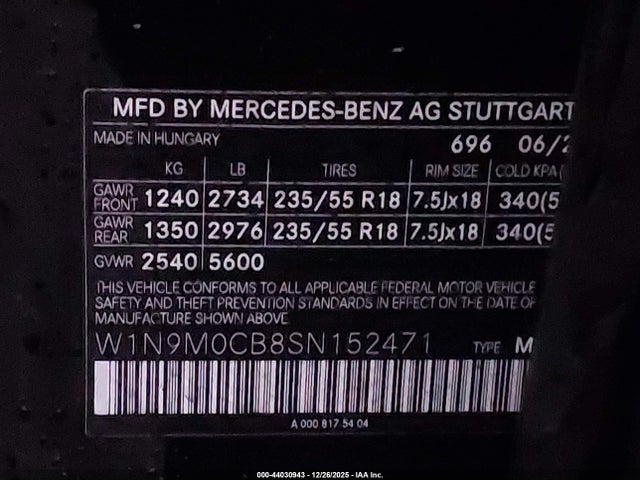 MFD BY MERCEDES-BENZ AG STUTTGART
MADE IN HUNGARY 696 06/2
KG LB TIRES RIM SIZE COLD KPA(
GAWR FRONT 1240 2734 235/55 R18 7.5Jx18 340(5
GAWR REAR 1350 2976 235/55 R18 7.5Jx18 340(5
GVWR 2540 5600
THIS VEHICLE CONFORMS TO ALL APPLICABLE FEDERAL MOTOR VEHICLE
SAFETY AND THEFT PREVENTION STANDARDS IN EFFECT ON THE DATE OF
MANUFACTURE SHOWN ABOVE
W1N9M0CB8SN152471 TYPE M
A 000 817 54 04
000-44030943 - 12/26/2025 - IAA Inc.